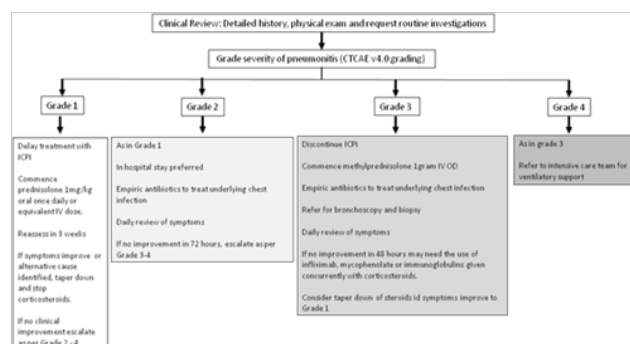 Clinical Review: Detailed history, physical exam and request routine investigations
Grade severity of pneumonitis (CTCAE v4.0 grading)
Grade 1
Grade 2
Grade 3
Grade 4
Delay treatment with
ICPI
Commence
prednisolone 1mg/kg
oral once daily or
equivalent IV dose.
Reassess in 3 weeks
If symptoms improve or
alternative cause
identified, taper down
and stop
corticosteroids.
If no clinical
improvement escalate
as per Grade 2 - 4
As in Grade 1
In hospital stay preferred
Empiric antibiotics to treat underlying chest
infection
Daily review of symptoms
If no improvement in 72 hours, escalate as per
Grade 3-4
Discontinue ICPI
Commence methylprednisolone 1gram IV OD
Empiric antibiotics to treat underlying chest infection
Refer for bronchoscopy and biopsy
Daily review of symptoms
If no improvement in 48 hours may need the use of
infliximab, mycophenolate or immunoglobulins given
concurrently with corticosteroids.
Consider taper down of steroids id symptoms improve to
Grade 1
As in grade 3
Refer to intensive care team for
ventilatory support